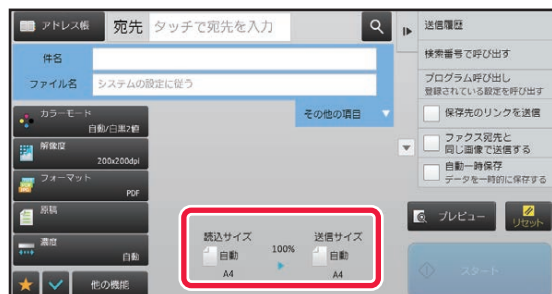 アドレス帳
宛先 タッチで宛先を入力
件名
ファイル名 システムの設定に従う
その他の項目
カラーモード
自動/白黒2値
解像度
200x200dpi
フォーマット
PDF
原稿
濃度
自動
他の機能
読込サイズ
自動
A4
100%
送信サイズ
自動
A4
送信履歴
検索番号で呼び出す
プログラム呼び出し
登録されている設定を呼び出す
保存先のリンクを送信
ファクス宛先と
同じ画像で送信する
自動一時保存
データを一時的に保存する
プレビュー
リセット
スタート